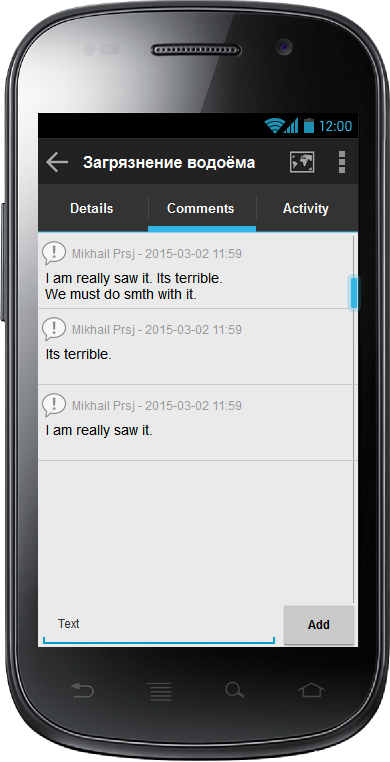 12:00
Загрязнение водоёма
Details Comments Activity
Mikhail Prsj - 2015-03-02 11:59
I am really saw it. Its terrible.
We must do smth with it.
Mikhail Prsj - 2015-03-02 11:59
Its terrible.
Mikhail Prsj - 2015-03-02 11:59
I am really saw it.
Text Add